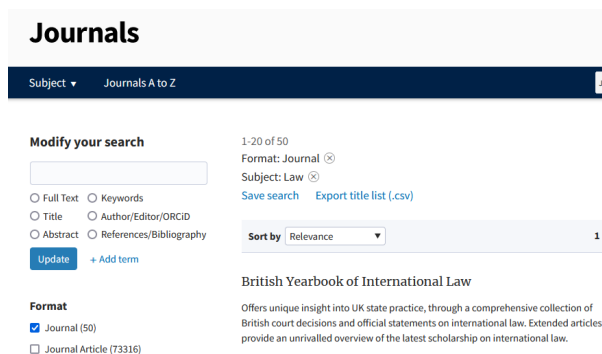 Journals
Subject ▾ Journals A to Z
Modify your search
Full Text Keywords
Title Author/Editor/ORCiD
Abstract References/Bibliography
Update + Add term
Format
Journal (50)
Journal Article (73316)
1-20 of 50
Format: Journal
Subject: Law
Save search Export title list (.csv)
Sort by Relevance 1
British Yearbook of International Law
Offers unique insight into UK state practice, through a comprehensive collection of
British court decisions and official statements on international law. Extended articles
provide an unrivalled overview of the latest scholarship on international law.